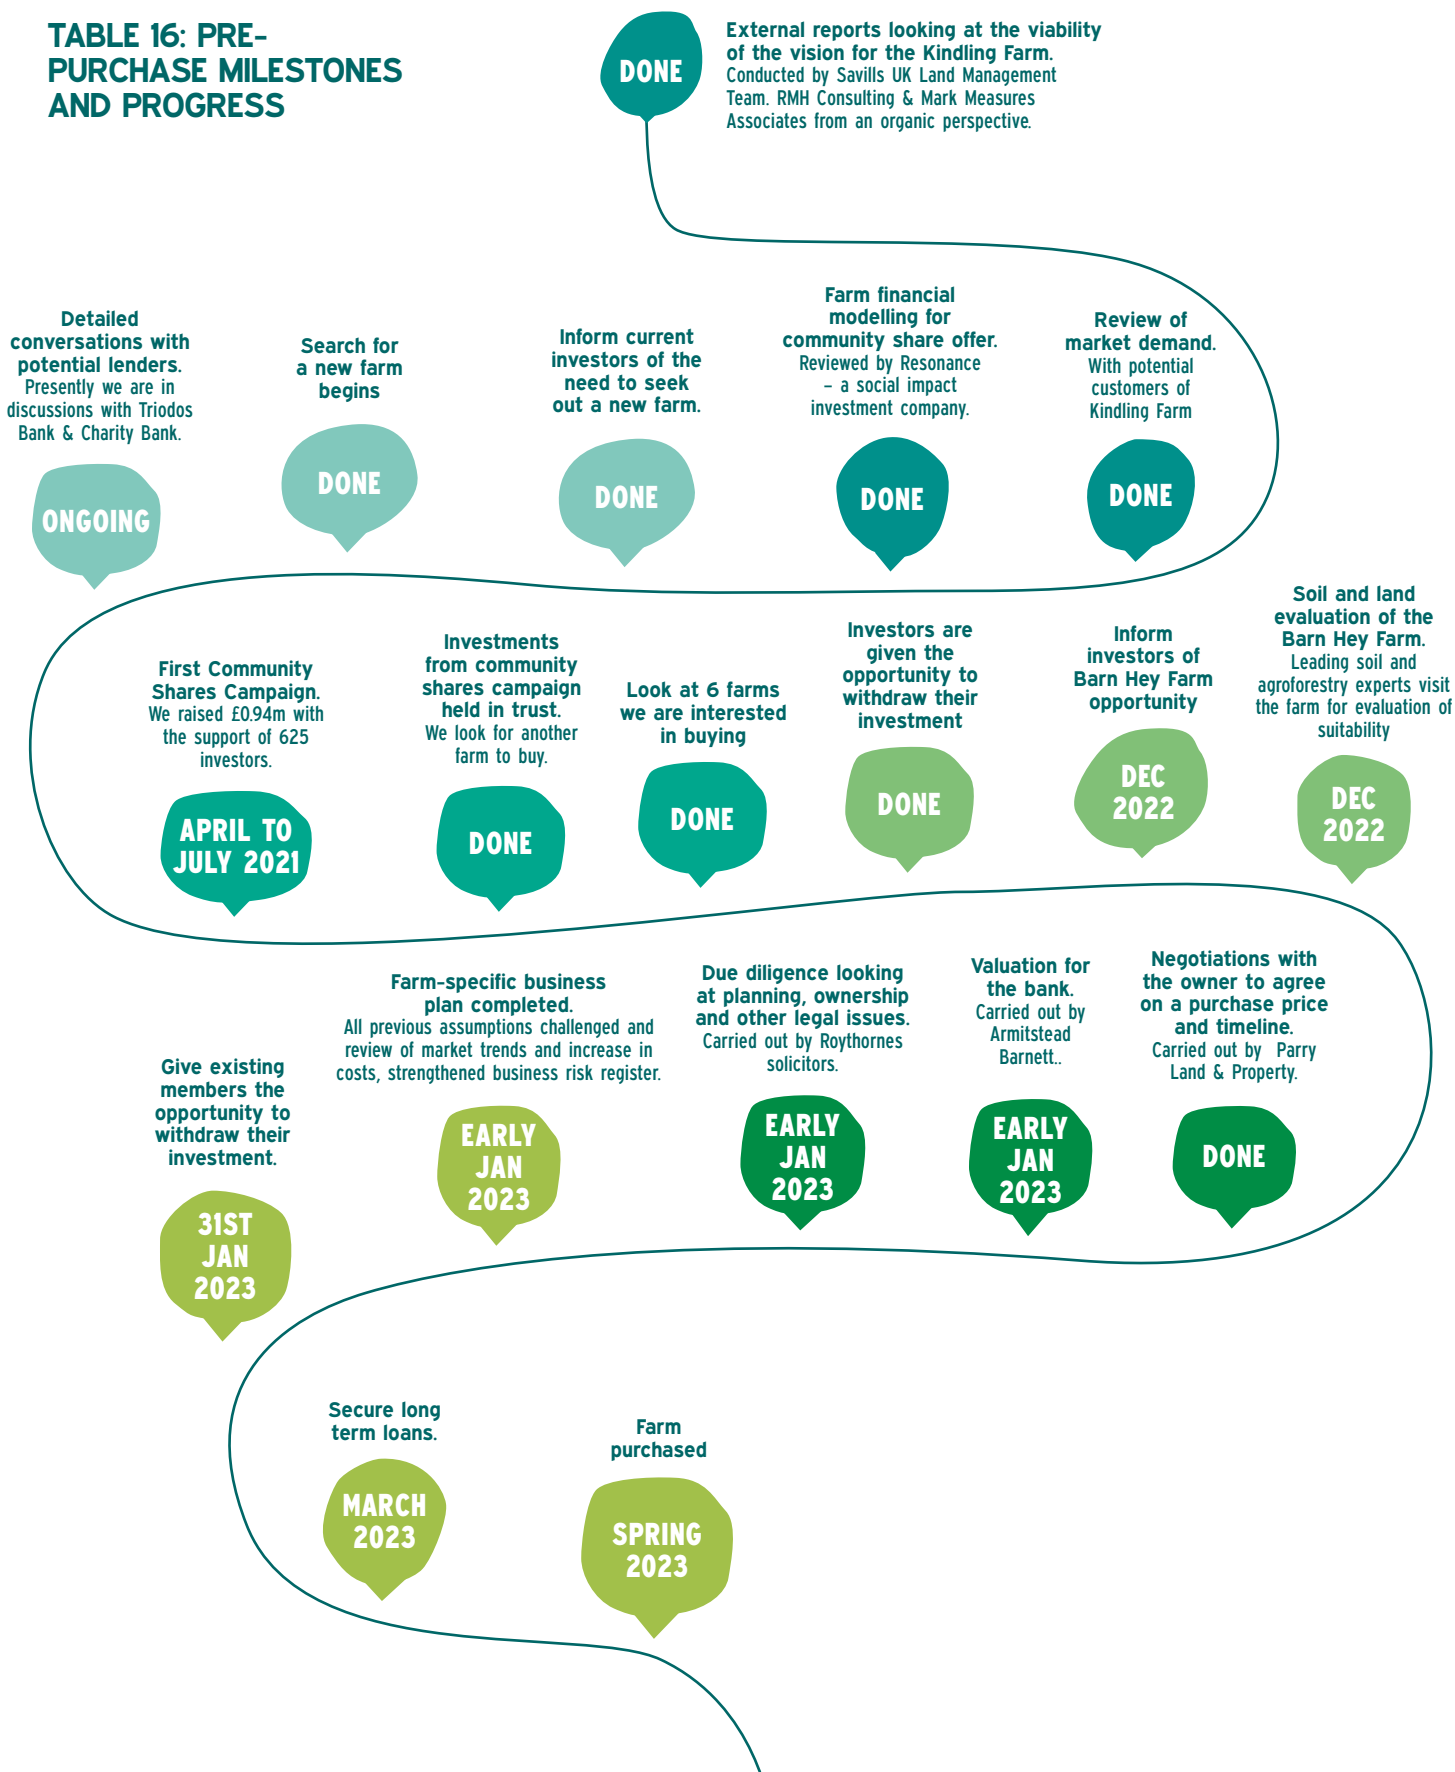 TABLE 16: PRE-
PURCHASE MILESTONES
AND PROGRESS
DONE
External reports looking at the viability
of the vision for the Kindling Farm.
Conducted by Savills UK Land Management
Team. RMH Consulting & Mark Measures
Associates from an organic perspective.
Detailed
conversations with
potential lenders.
Presently we are in
discussions with Triodos
Bank & Charity Bank.
ONGOING
Search for
a new farm
begins
DONE
Inform current
investors of the
need to seek
out a new farm.
DONE
Farm financial
modelling for
community share offer.
Reviewed by Resonance
– a social impact
investment company.
DONE
Review of
market demand.
With potential
customers of
Kindling Farm
DONE
First Community
Shares Campaign.
We raised £0.94m with
the support of 625
investors.
APRIL TO
JULY 2021
Investments
from community
shares campaign
held in trust.
We look for another
farm to buy.
DONE
Look at 6 farms
we are interested
in buying
DONE
Investors are
given the
opportunity to
withdraw their
investment
DONE
Inform
investors of
Barn Hey Farm
opportunity
DEC
2022
Soil and land
evaluation of the
Barn Hey Farm.
Leading soil and
agroforestry experts visit
the farm for evaluation of
suitability
DEC
2022
Give existing
members the
opportunity to
withdraw their
investment.
31ST
JAN
2023
Farm-specific business
plan completed.
All previous assumptions challenged and
review of market trends and increase in
costs, strengthened business risk register.
EARLY
JAN
2023
Due diligence looking
at planning, ownership
and other legal issues.
Carried out by Roythornes
solicitors.
EARLY
JAN
2023
Valuation for
the bank.
Carried out by
Armitstead
Barnett..
EARLY
JAN
2023
Negotiations with
the owner to agree
on a purchase price
and timeline.
Carried out by  Parry
Land & Property.
DONE
Secure long
term loans.
MARCH
2023
Farm
purchased
SPRING
2023